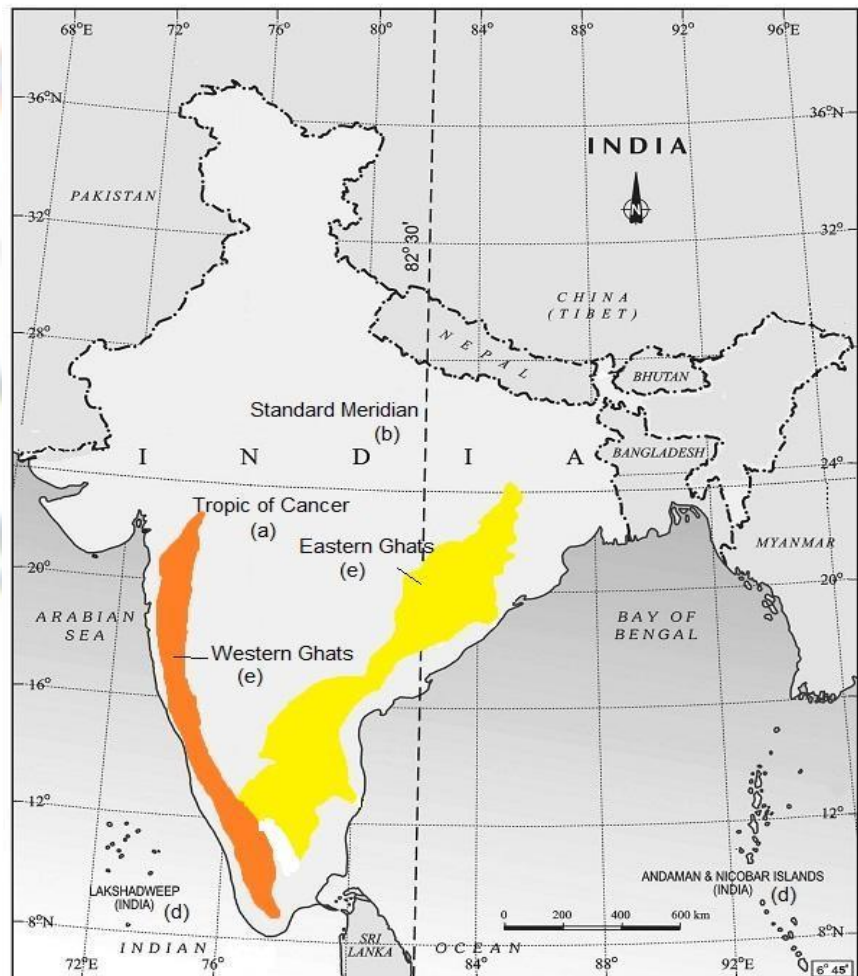 68°E
72°
76°
84°
88°
92°
96°E
36°N
36°N
INDIA
N
PAKISTAN
82°30'
32°
32°
CHINA
(TIBET)
NEPAL
28°
28°
BHUTAN
Standard Meridian
(b)
I N D I A
BANGLADESH
24°
24°
Tropic of Cancer
(a)
Eastern Ghats
(e)
MYANMAR
20°
20°
ARABIAN
SEA
BAY OF
BENGAL
Western Ghats
(e)
16°
16°
12°
12°
LAKSHADWEEP
(INDIA)
(d)
ANDAMAN & NICOBAR ISLANDS
(INDIA)
(d)
8°N
0 200 400 600 km
8°N
INDIAN OCEAN
SRI
LANKA
72°E
76°
80°
84°
88°
92°E
6°45'